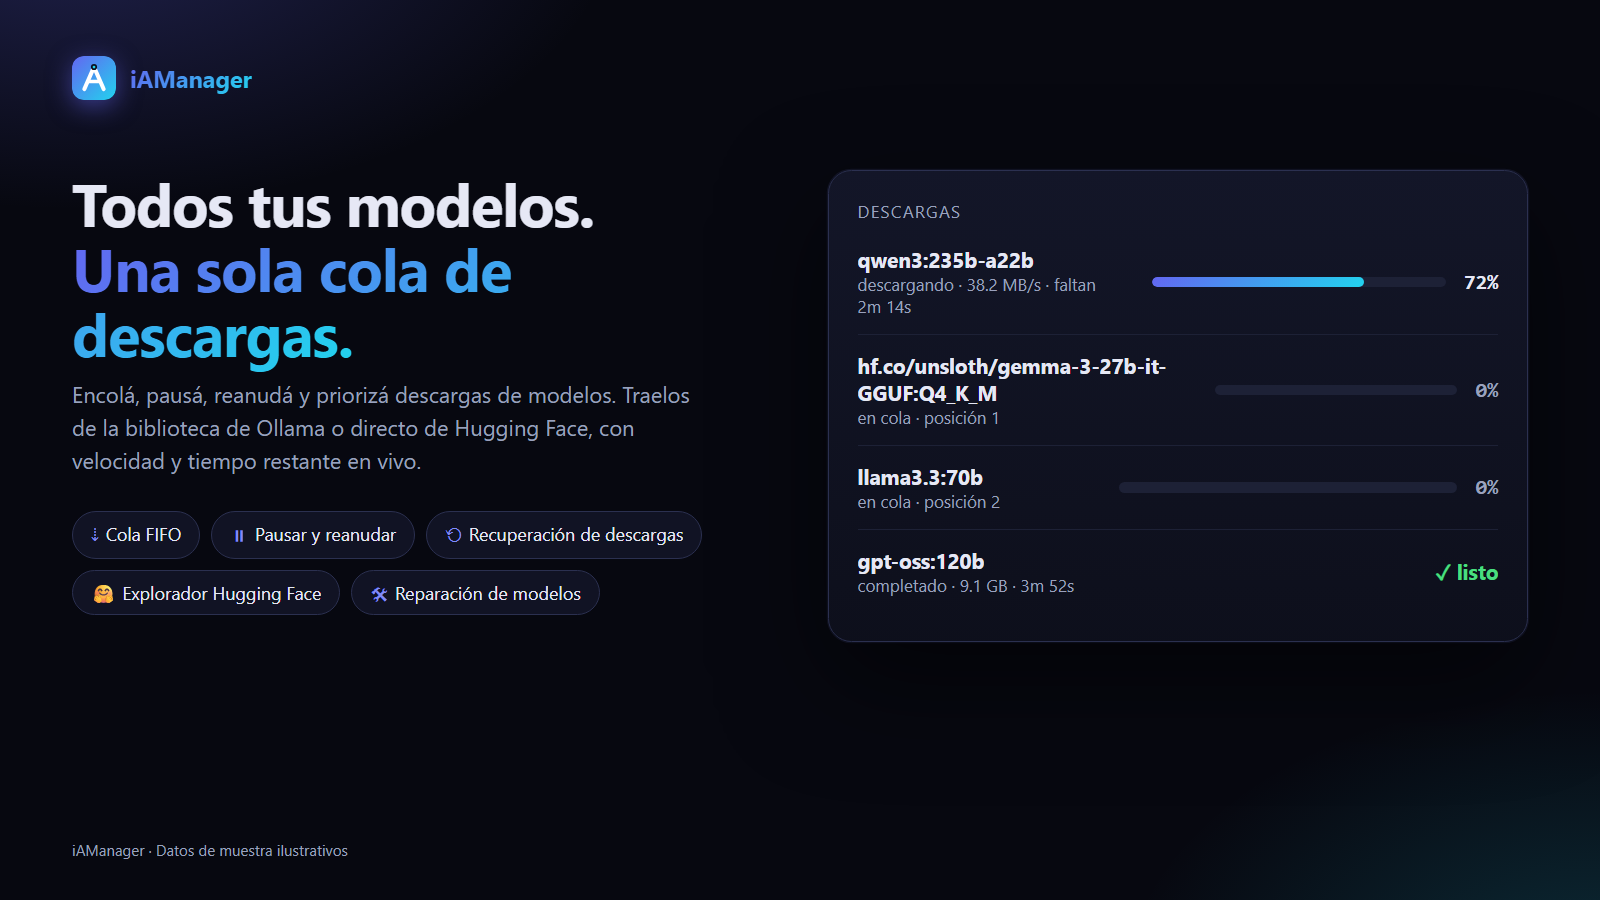 iAManager
Todos tus modelos.
Una sola cola de
descargas.
Encolá, pausá, reanudá y priorizá descargas de modelos. Traelos
de la biblioteca de Ollama o directo de Hugging Face, con
velocidad y tiempo restante en vivo.
Cola FIFO
Pausar y reanudar
Recuperación de descargas
Explorador Hugging Face
Reparación de modelos
DESCARGAS
qwen3:235b-a22b
descargando · 38.2 MB/s · faltan
2m 14s
72%
hf.co/unsloth/gemma-3-27b-it-
GGUF:Q4_K_M
en cola · posición 1
0%
llama3.3:70b
en cola · posición 2
0%
gpt-oss:120b
completado · 9.1 GB · 3m 52s
✓ listo
iAManager · Datos de muestra ilustrativos